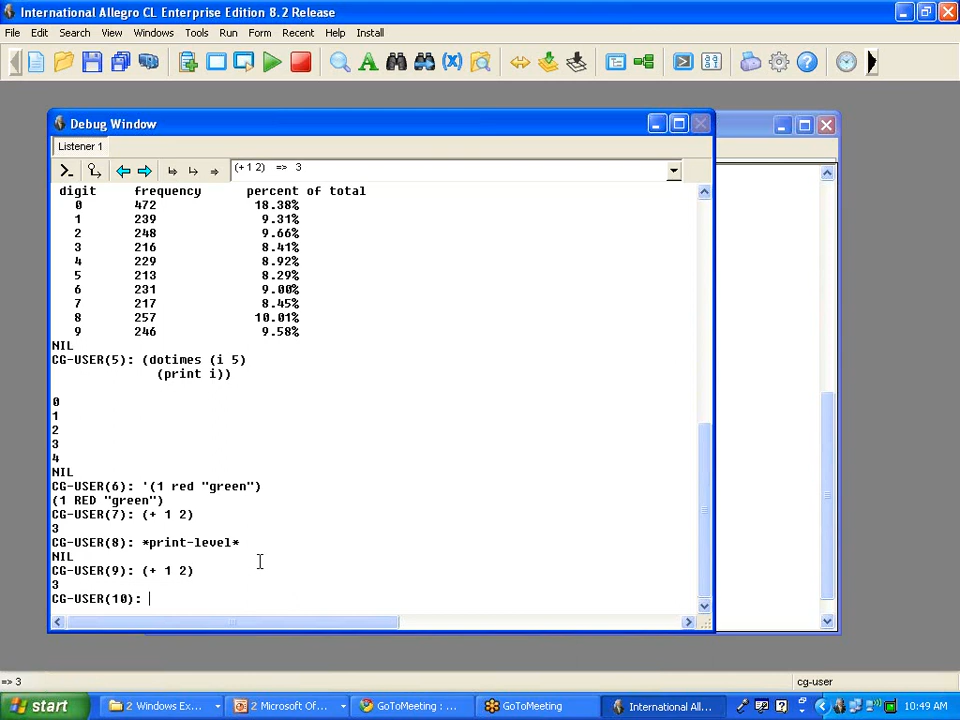 International Allegro CL Enterprise Edition 8.2 Release
File Edit Search View Windows Tools Run Form Recent Help Install
Debug Window
Listener 1
(+ 1 2) => 3
digit frequency percent of total
0 472 18.38%
1 239 9.31%
2 248 9.66%
3 216 8.41%
4 229 8.92%
5 213 8.29%
6 231 9.00%
7 217 8.45%
8 257 10.01%
9 246 9.58%
NIL
CG-USER(5): (dotimes (i 5)
(print i))
0
1
2
3
4
NIL
CG-USER(6): '(1 red "green")
(1 RED "green")
CG-USER(7): (+ 1 2)
3
CG-USER(8): *print-level*
NIL
CG-USER(9): (+ 1 2)
3
CG-USER(10):
=> 3 cg-user
start 2 Windows Ex... 2 Microsoft Of... GoToMeeting : ... GoToMeeting International All... 10:49 AM